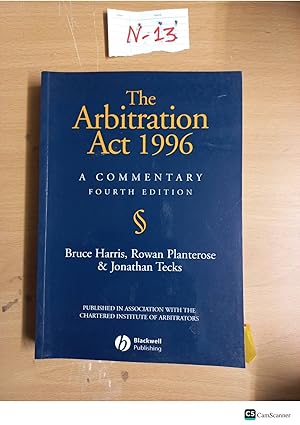 N-13
The
Arbitration
Act 1996
A COMMENTARY
FOURTH EDITION
§
Bruce Harris, Rowan Planterose
& Jonathan Tecks
PUBLISHED IN ASSOCIATION WITH THE
CHARTERED INSTITUTE OF ARBITRATORS
Blackwell
Publishing
CS CamScanner